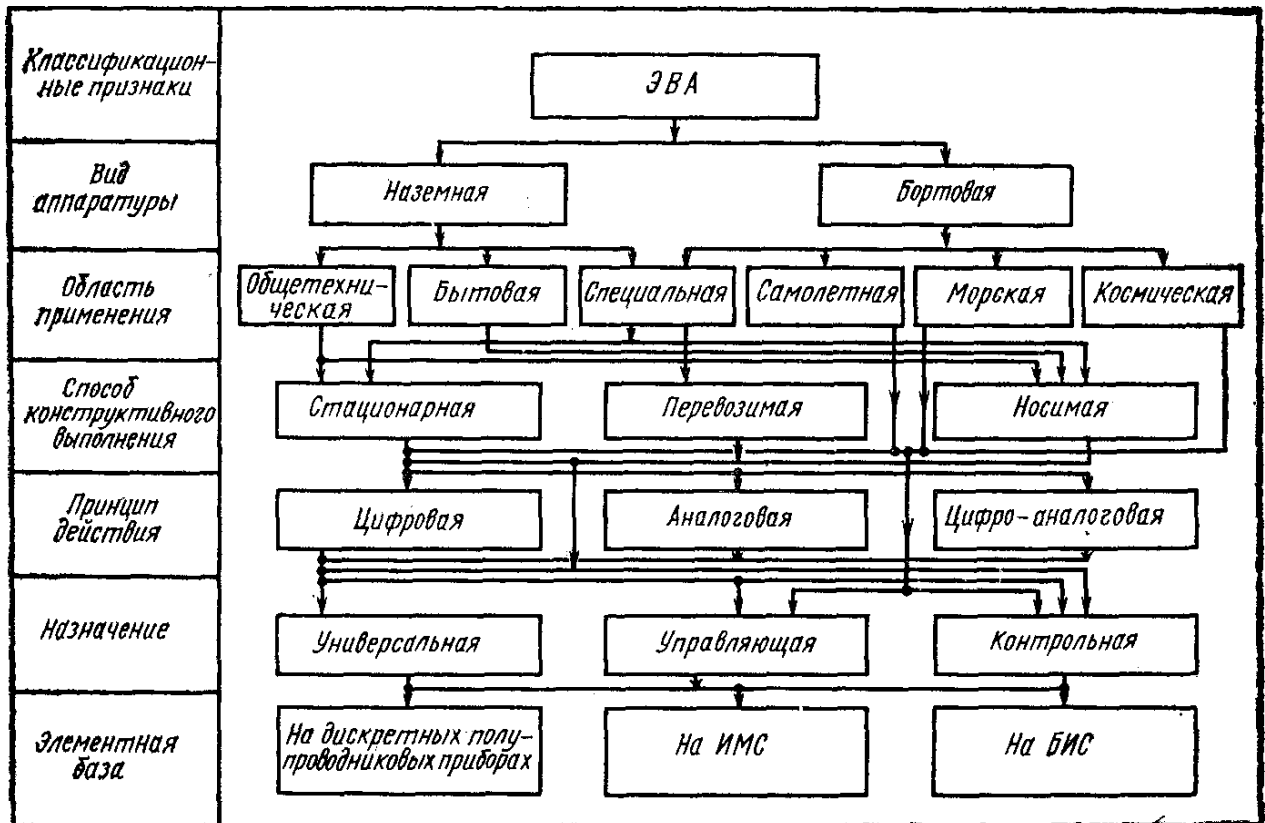 Классификацион-
ные признаки
ЭВА
Вид
аппаратуры
Наземная
Бортовая
Область
применения
Общетехни-
ческая
Бытовая
Специальная
Самолетная
Морская
Космическая
Способ
конструктивного
выполнения
Стационарная
Перевозимая
Носимая
Принцип
действия
Цифровая
Аналоговая
Цифро-аналоговая
Назначение
Универсальная
Управляющая
Контрольная
Элементная
база
На дискретных полу-
проводниковых приборах
На ИМС
На БИС